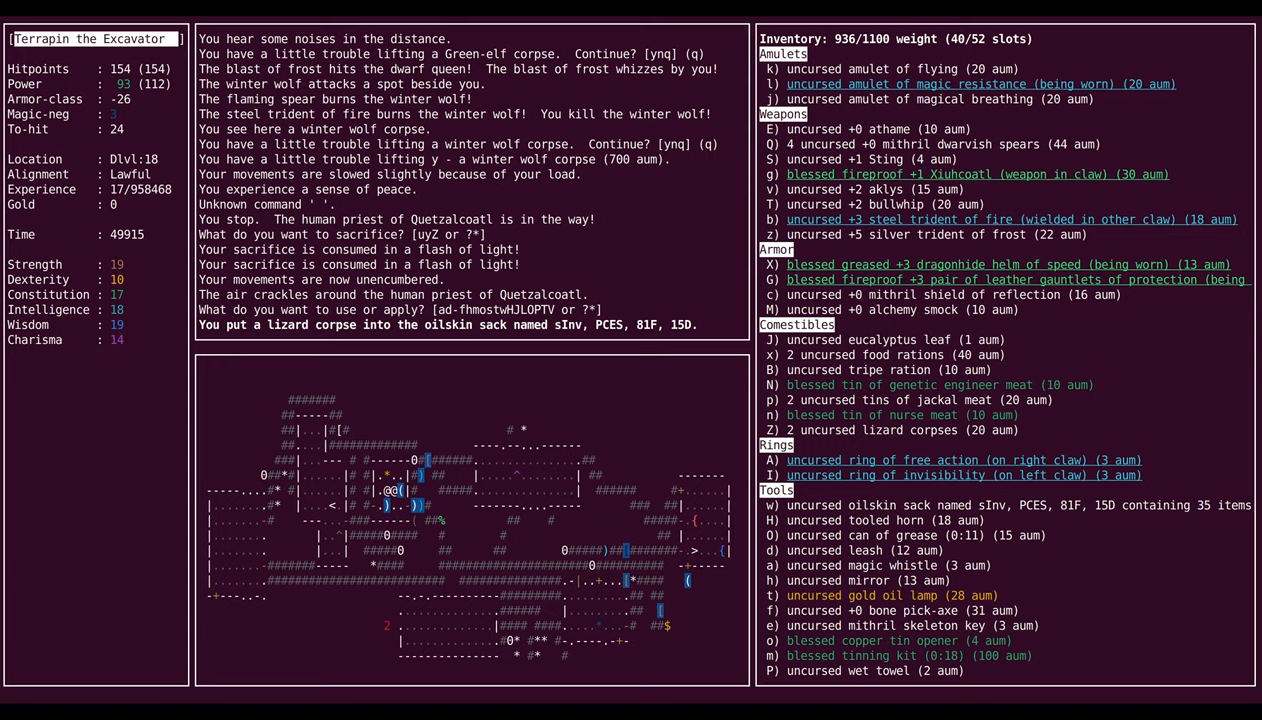 [Terrapin the Excavator ]
Hitpoints : 154 (154)
Power : 93 (112)
Armor-class : -26
Magic-neg : 3
To-hit : 24
Location : Dlvl:18
Alignment : Lawful
Experience : 17/958468
Gold : 0
Time : 49915
Strength : 19
Dexterity : 10
Constitution : 17
Intelligence : 18
Wisdom : 19
Charisma : 14
You hear some noises in the distance.
You have a little trouble lifting a Green-elf corpse.  Continue? [ynq] (q)
The blast of frost hits the dwarf queen!  The blast of frost whizzes by you!
The winter wolf attacks a spot beside you.
The flaming spear burns the winter wolf!
The steel trident of fire burns the winter wolf!  You kill the winter wolf!
You see here a winter wolf corpse.
You have a little trouble lifting a winter wolf corpse.  Continue? [ynq] (q)
You have a little trouble lifting y - a winter wolf corpse (700 aum).
Your movements are slowed slightly because of your load.
You experience a sense of peace.
Unknown command ' '.
You stop.  The human priest of Quetzalcoatl is in the way!
What do you want to sacrifice? [uyZ or ?*]
Your sacrifice is consumed in a flash of light!
Your sacrifice is consumed in a flash of light!
Your movements are now unencumbered.
The air crackles around the human priest of Quetzalcoatl.
What do you want to use or apply? [ad-fhmostwHJLOPTV or ?*]
You put a lizard corpse into the oilskin sack named sInv, PCES, 81F, 15D.
Inventory: 936/1100 weight (40/52 slots)
Amulets
k) uncursed amulet of flying (20 aum)
l) uncursed amulet of magic resistance (being worn) (20 aum)
j) uncursed amulet of magical breathing (20 aum)
Weapons
E) uncursed +0 athame (10 aum)
Q) 4 uncursed +0 mithril dwarvish spears (44 aum)
S) uncursed +1 Sting (4 aum)
g) blessed fireproof +1 Xiuhcoatl (weapon in claw) (30 aum)
v) uncursed +2 aklys (15 aum)
T) uncursed +2 bullwhip (20 aum)
b) uncursed +3 steel trident of fire (wielded in other claw) (18 aum)
z) uncursed +5 silver trident of frost (22 aum)
Armor
X) blessed greased +3 dragonhide helm of speed (being worn) (13 aum)
G) blessed fireproof +3 pair of leather gauntlets of protection (being
c) uncursed +0 mithril shield of reflection (16 aum)
M) uncursed +0 alchemy smock (10 aum)
Comestibles
J) uncursed eucalyptus leaf (1 aum)
x) 2 uncursed food rations (40 aum)
B) uncursed tripe ration (10 aum)
N) blessed tin of genetic engineer meat (10 aum)
p) 2 uncursed tins of jackal meat (20 aum)
n) blessed tin of nurse meat (10 aum)
Z) 2 uncursed lizard corpses (20 aum)
Rings
A) uncursed ring of free action (on right claw) (3 aum)
I) uncursed ring of invisibility (on left claw) (3 aum)
Tools
w) uncursed oilskin sack named sInv, PCES, 81F, 15D containing 35 items
H) uncursed tooled horn (18 aum)
O) uncursed can of grease (0:11) (15 aum)
d) uncursed leash (12 aum)
a) uncursed magic whistle (3 aum)
h) uncursed mirror (13 aum)
t) uncursed gold oil lamp (28 aum)
f) uncursed +0 bone pick-axe (31 aum)
e) uncursed mithril skeleton key (3 aum)
o) blessed copper tin opener (4 aum)
m) blessed tinning kit (0:18) (100 aum)
P) uncursed wet towel (2 aum)